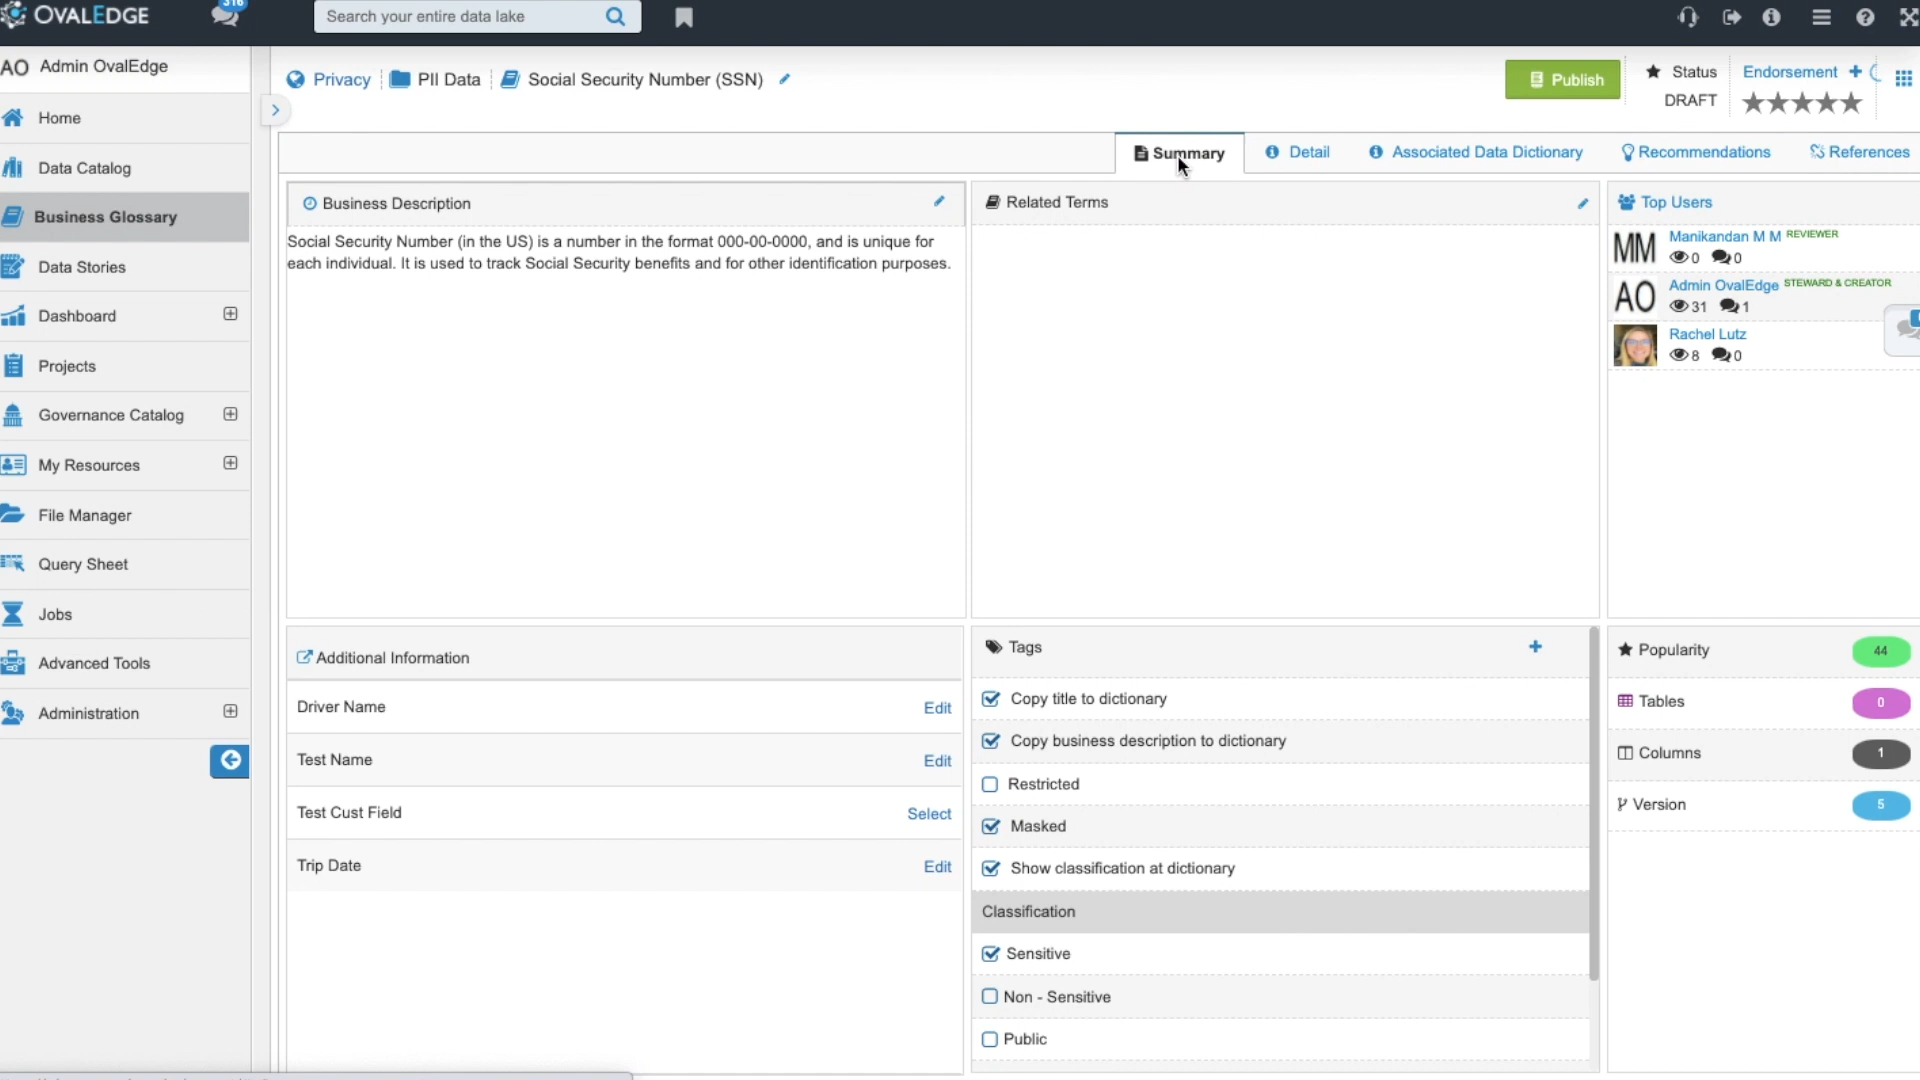 OVALEDGE
316
Search your entire data lake
AO Admin OvalEdge
Home
Data Catalog
Business Glossary
Data Stories
Dashboard
Projects
Governance Catalog
My Resources
File Manager
Query Sheet
Jobs
Advanced Tools
Administration
Privacy PII Data Social Security Number (SSN)
Publish
Status
DRAFT
Endorsement
Summary Detail Associated Data Dictionary Recommendations References
Business Description
Social Security Number (in the US) is a number in the format 000-00-0000, and is unique for
each individual. It is used to track Social Security benefits and for other identification purposes.
Related Terms
Top Users
MM Manikandan M M REVIEWER
0 0
AO Admin OvalEdge STEWARD & CREATOR
31 1
Rachel Lutz
8 0
Additional Information
Driver Name Edit
Test Name Edit
Test Cust Field Select
Trip Date Edit
Tags
Copy title to dictionary
Copy business description to dictionary
Restricted
Masked
Show classification at dictionary
Classification
Sensitive
Non - Sensitive
Public
Popularity 44
Tables 0
Columns 1
Version 5